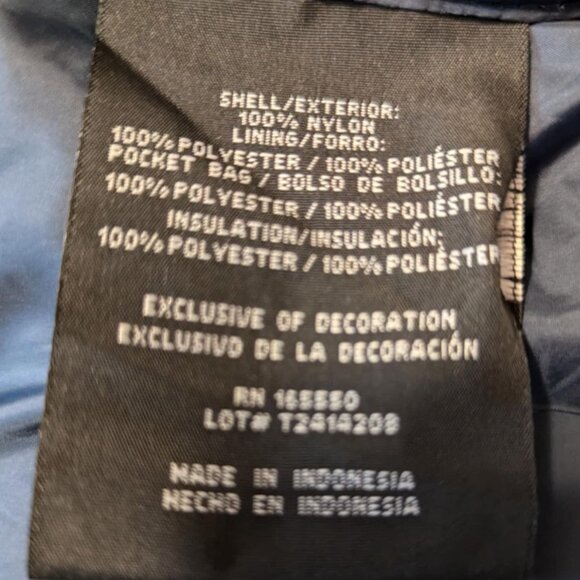 SHELL/EXTERIOR:
100% NYLON
LINING/FORRO:
100% POLYESTER / 100% POLIÉSTER
POCKET BAG / BOLSO DE BOLSILLO:
100% POLYESTER / 100% POLIÉSTER
INSULATION/INSULACIÓN:
100% POLYESTER / 100% POLIÉSTER
EXCLUSIVE OF DECORATION
EXCLUSIVO DE LA DECORACIÓN
RN
LOT# T2414208
MADE IN INDONESIA
HECHO EN INDONESIA